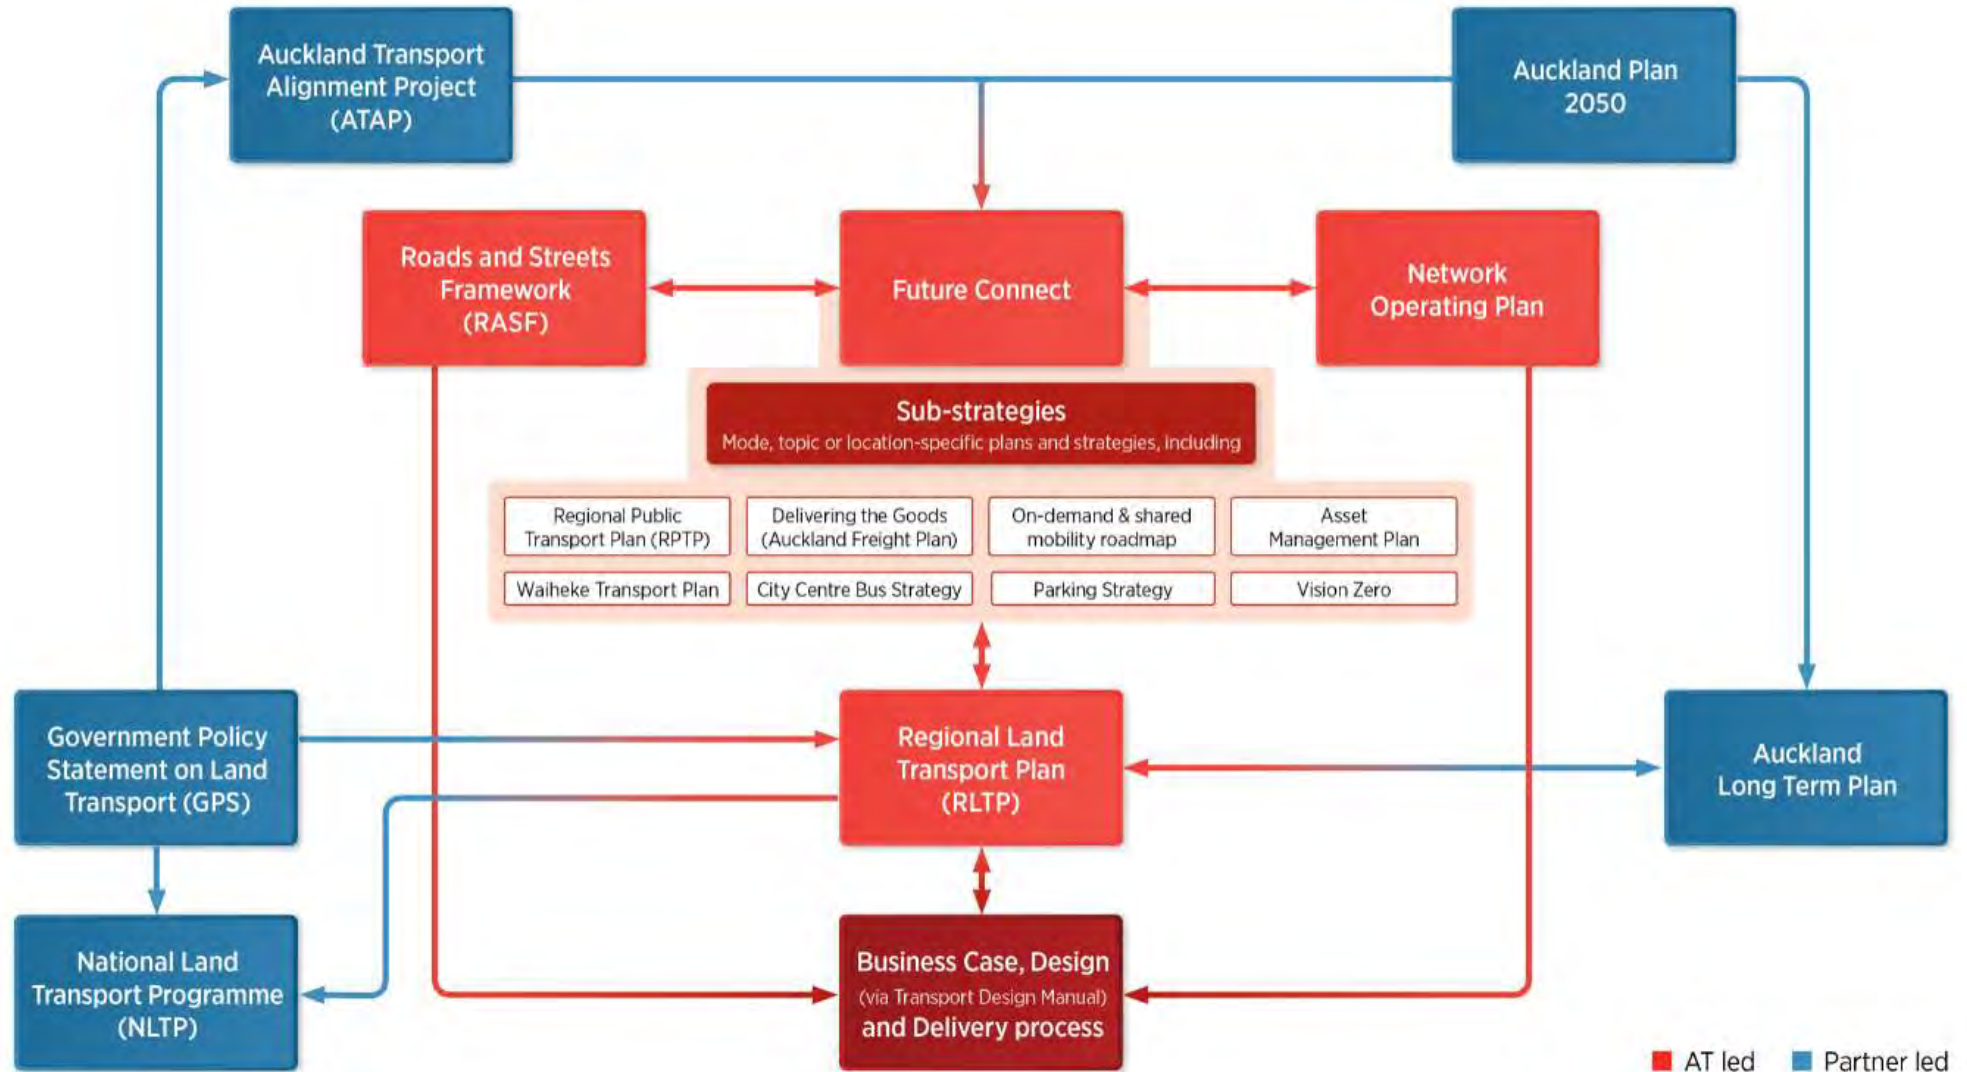 Auckland Transport
Alignment Project
(ATAP)
Auckland Plan
2050
Roads and Streets
Framework
(RASF)
Future Connect
Network
Operating Plan
Sub-strategies
Mode, topic or location-specific plans and strategies, including
Regional Public
Transport Plan (RPTP)
Delivering the Goods
(Auckland Freight Plan)
On-demand & shared
mobility roadmap
Asset
Management Plan
Waiheke Transport Plan
City Centre Bus Strategy
Parking Strategy
Vision Zero
Government Policy
Statement on Land
Transport (GPS)
Regional Land
Transport Plan
(RLTP)
Auckland
Long Term Plan
National Land
Transport Programme
(NLTP)
Business Case, Design
(via Transport Design Manual)
and Delivery process
AT led
Partner led